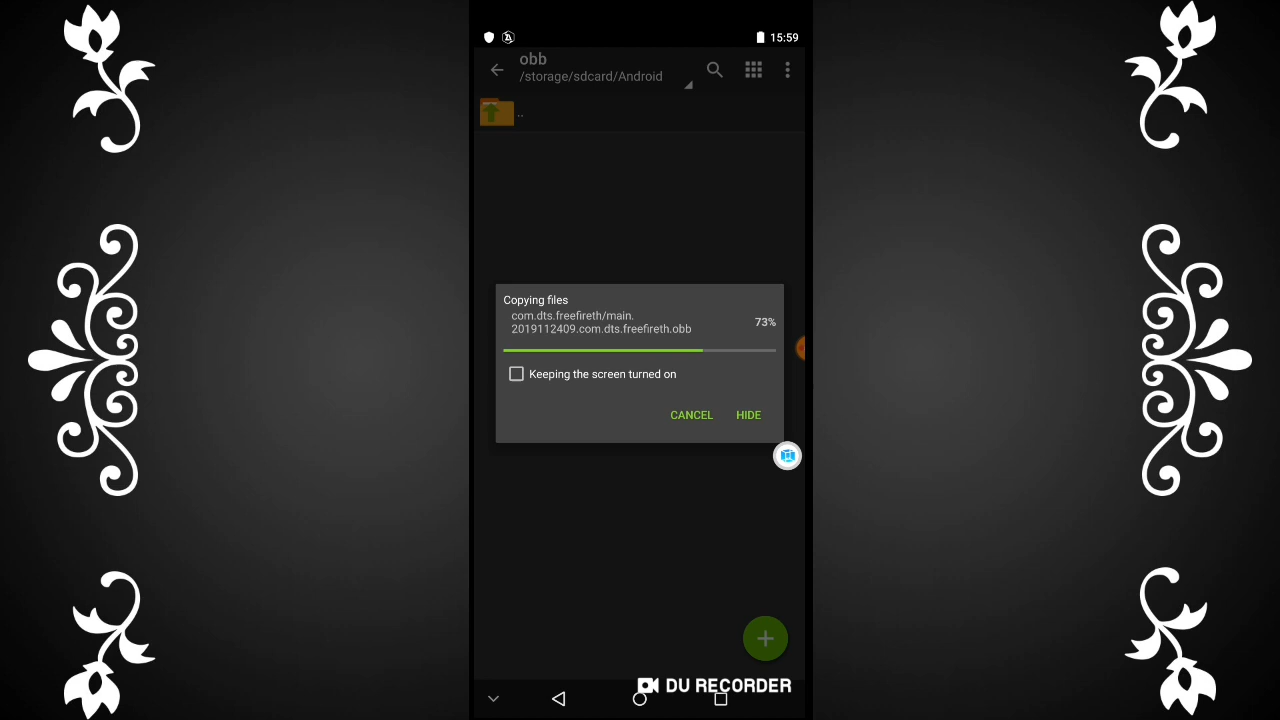 15:59
obb
/storage/sdcard/Android
..
Copying files
com.dts.freefireth/main.
2019112409.com.dts.freefireth.obb
73%
Keeping the screen turned on
CANCEL HIDE
DU RECORDER